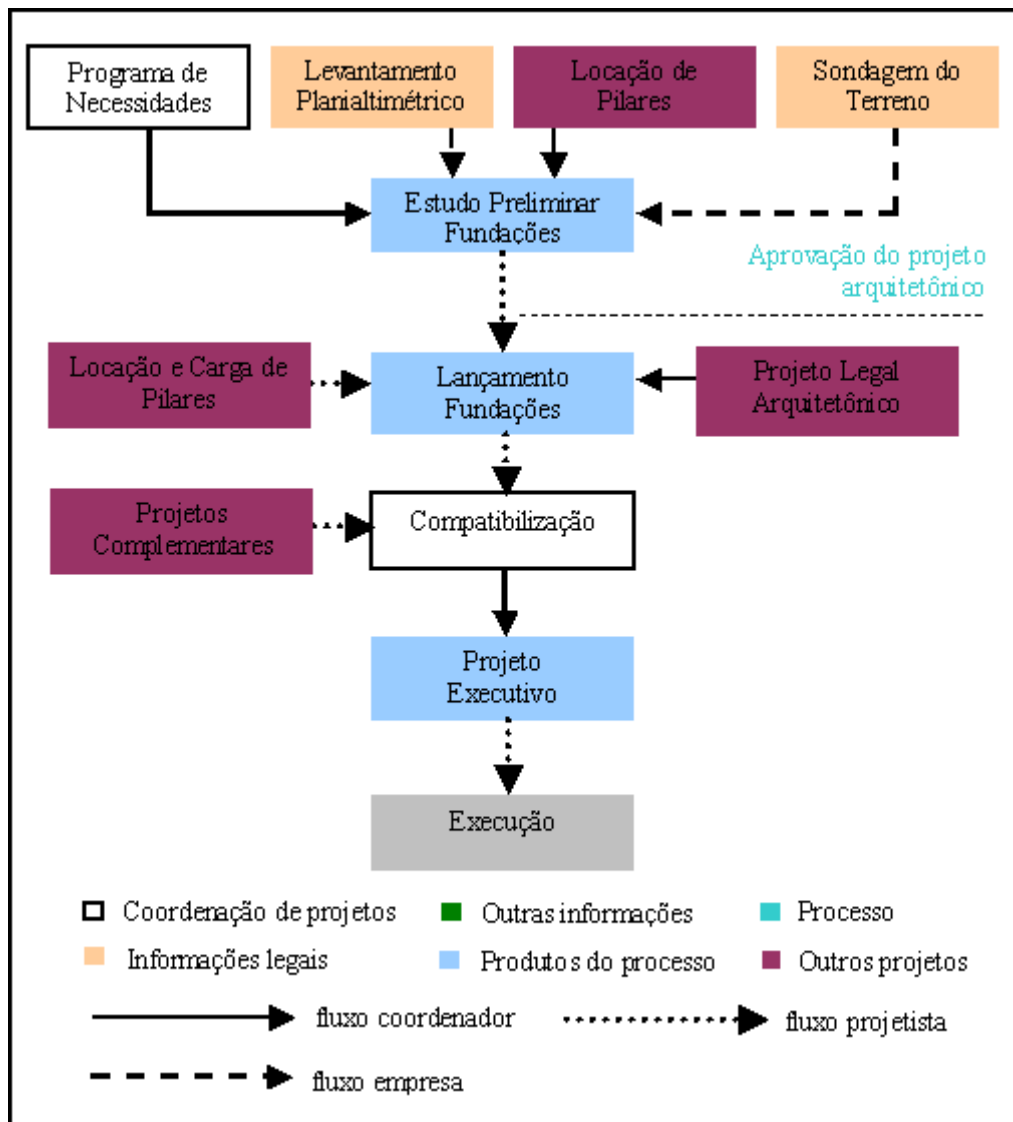 Programa de
Necessidades
Levantamento
Planialtimétrico
Locação de
Pilares
Sondagem do
Terreno
Estudo Preliminar
Fundações
Aprovação do projeto
arquitetônico
Locação e Carga de
Pilares
Lançamento
Fundações
Projeto Legal
Arquitetônico
Projetos
Complementares
Compatibilização
Projeto
Executivo
Execução
Coordenação de projetos
Outras informações
Processo
Informações legais
Produtos do processo
Outros projetos
fluxo coordenador
fluxo projetista
fluxo empresa